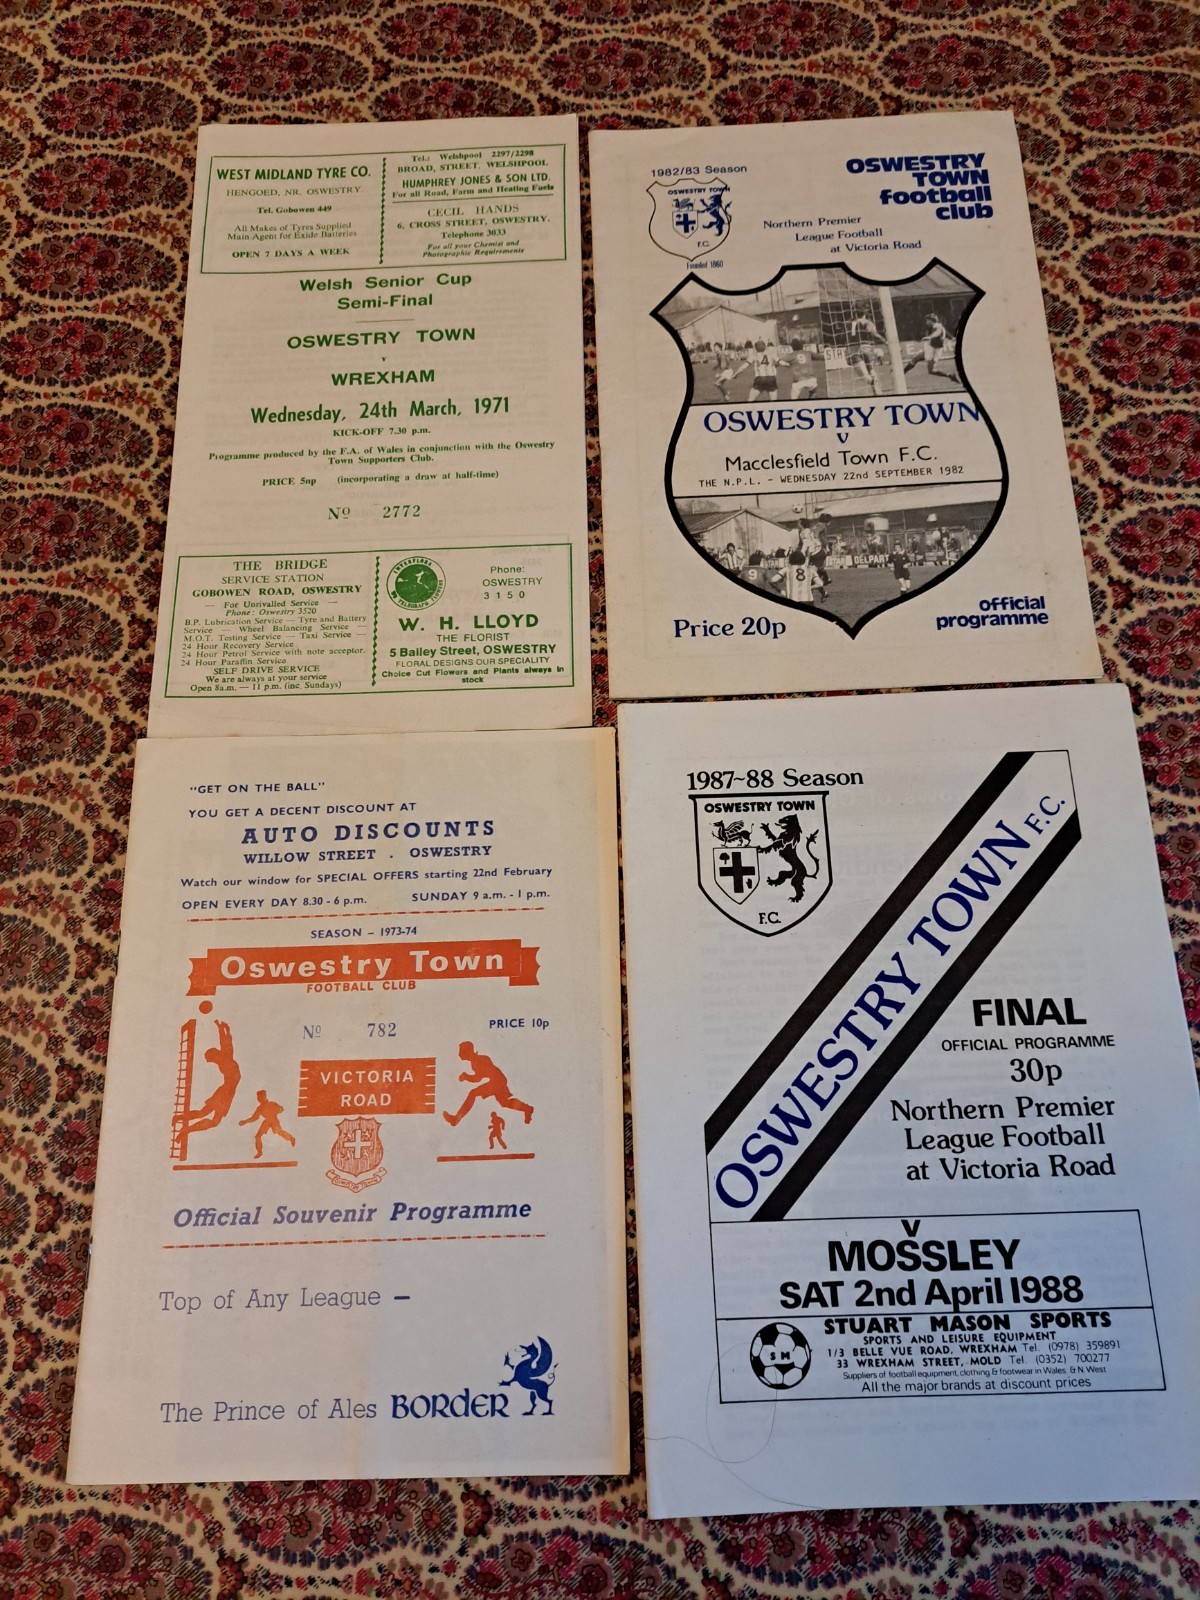 WEST MIDLAND TYRE CO.
HENGOED, NR. OSWESTRY
Tel. Gobowen 449
All Makes of Tyres Supplied
Main Agent for Exide Batteries
OPEN 7 DAYS A WEEK
Tel.: Welshpool 2297/2298
BROAD, STREET, WELSHPOOL
HUMPHREY JONES & SON LTD.
For all Road, Farm and Heating Fuels
CECIL HANDS
6, CROSS STREET, OSWESTRY.
Telephone 3033
For all your Chemist and
Photographic Requirements
Welsh Senior Cup
Semi-Final
OSWESTRY TOWN
v
WREXHAM
Wednesday, 24th March, 1971
KICK-OFF 7.30 p.m.
Programme produced by the F.A. of Wales in conjunction with the Oswestry
Town Supporters Club.
PRICE 5np (incorporating a draw at half-time)
No 2772
THE BRIDGE
SERVICE STATION
GOBOWEN ROAD, OSWESTRY
— For Unrivalled Service —
Phone: Oswestry 3520
B.P. Lubrication Service — Tyre and Battery
Service — Wheel Balancing Service —
M.O.T. Testing Service — Taxi Service —
24 Hour Recovery Service
24 Hour Petrol Service with note acceptor.
24 Hour Paraffin Service
SELF DRIVE SERVICE
We are always at your service
Open 8a.m. — 11 p.m. (inc. Sundays)
INTERFLORA
Phone:
OSWESTRY
3150
W. H. LLOYD
THE FLORIST
5 Bailey Street, OSWESTRY
FLORAL DESIGNS OUR SPECIALITY
Choice Cut Flowers and Plants always in
stock
1982/83 Season
OSWESTRY TOWN
F.C.
Founded 1860
OSWESTRY
TOWN
football
club
Northern Premier
League Football
at Victoria Road
4
9
STAR
OSWESTRY TOWN
v
Macclesfield Town F.C.
THE N.P.L. - WEDNESDAY 22nd SEPTEMBER 1982
9
8
STAR
DELPART
Price 20p
official
programme
"GET ON THE BALL"
YOU GET A DECENT DISCOUNT AT
AUTO DISCOUNTS
WILLOW STREET . OSWESTRY
Watch our window for SPECIAL OFFERS starting 22nd February
OPEN EVERY DAY 8.30 - 6 p.m. SUNDAY 9 a.m. - 1 p.m.
SEASON - 1973-74
Oswestry Town
FOOTBALL CLUB
No 782 PRICE 10p
VICTORIA
ROAD
Official Souvenir Programme
Top of Any League —
The Prince of Ales BORDER
1987~88 Season
OSWESTRY TOWN
F.C.
OSWESTRY TOWN F.C.
FINAL
OFFICIAL PROGRAMME
30p
Northern Premier
League Football
at Victoria Road
v
MOSSLEY
SAT 2nd April 1988
S M
STUART MASON SPORTS
SPORTS AND LEISURE EQUIPMENT
1/3 BELLE VUE ROAD, WREXHAM Tel. (0978) 359891
33 WREXHAM STREET, MOLD Tel. (0352) 700277
Suppliers of football equipment, clothing & footwear in Wales & N.West
All the major brands at discount prices